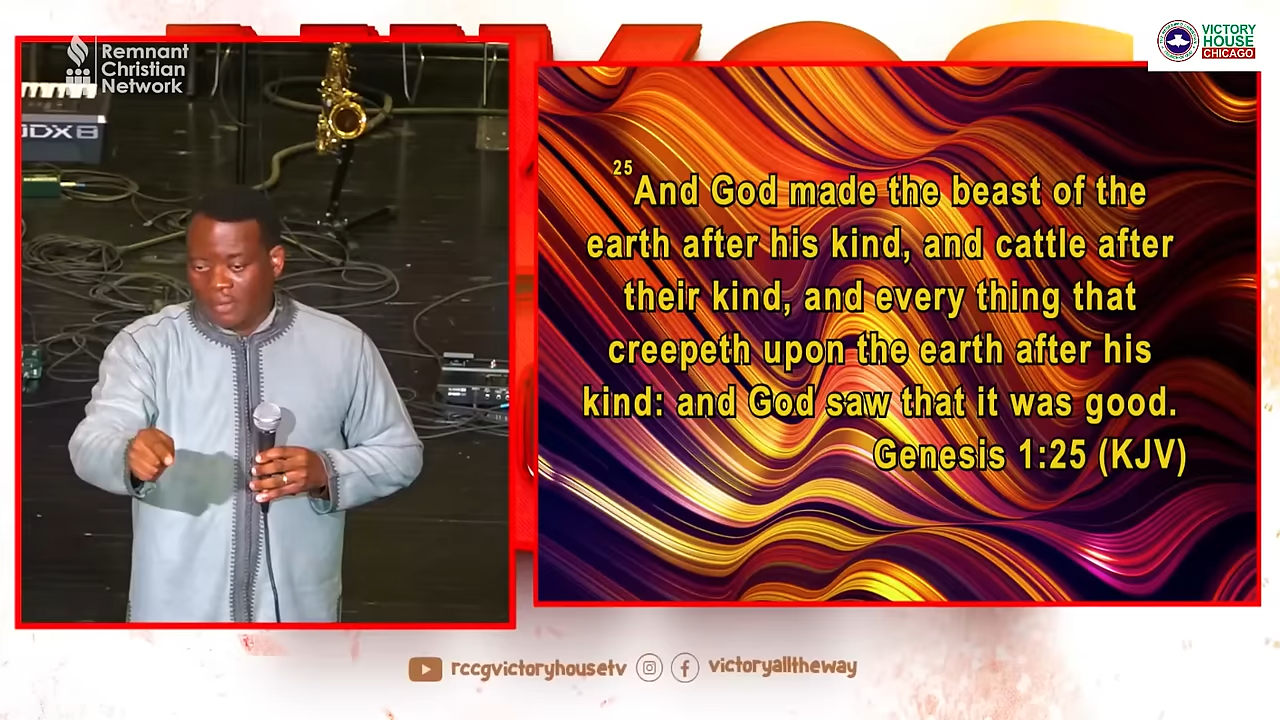 Remnant
Christian
Network
DX8
VICTORY
HOUSE
CHICAGO
25
And God made the beast of the
earth after his kind, and cattle after
their kind, and every thing that
creepeth upon the earth after his
kind: and God saw that it was good.
Genesis 1:25 (KJV)
rccgvictoryhousetv victoryalltheway